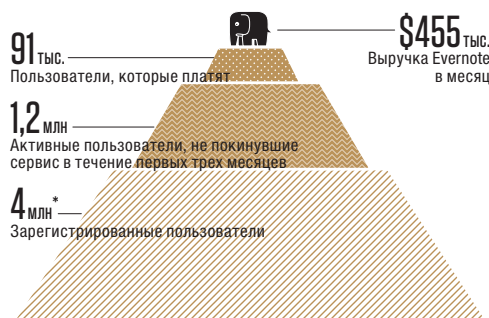 91 тыс.
Пользователи, которые платят
$455 тыс.
Выручка Evernote
в месяц
1,2 млн
Активные пользователи, не покинувшие
сервис в течение первых трех месяцев
4 млн*
Зарегистрированные пользователи